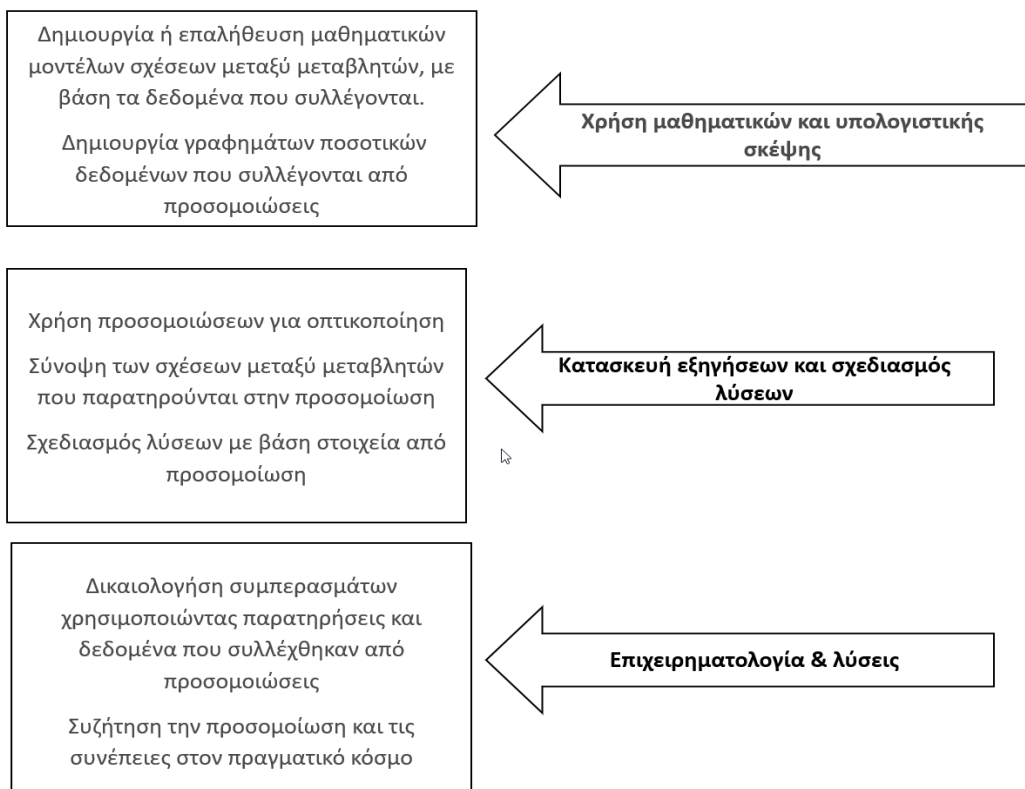 Δημιουργία ή επαλήθευση μαθηματικών
μοντέλων σχέσεων μεταξύ μεταβλητών, με
βάση τα δεδομένα που συλλέγονται.
Δημιουργία γραφημάτων ποσοτικών
δεδομένων που συλλέγονται από
προσομοιώσεις
Χρήση μαθηματικών και υπολογιστικής
σκέψης
Χρήση προσομοιώσεων για οπτικοποίηση
Σύνοψη των σχέσεων μεταξύ μεταβλητών
που παρατηρούνται στην προσομοίωση
Σχεδιασμός λύσεων με βάση στοιχεία από
προσομοίωση
Κατασκευή εξηγήσεων και σχεδιασμός
λύσεων
Δικαιολογήση συμπερασμάτων
χρησιμοποιώντας παρατηρήσεις και
δεδομένα που συλλέχθηκαν από
προσομοιώσεις
Συζήτηση την προσομοίωση και τις
συνέπειες στον πραγματικό κόσμο
Επιχειρηματολογία & λύσεις